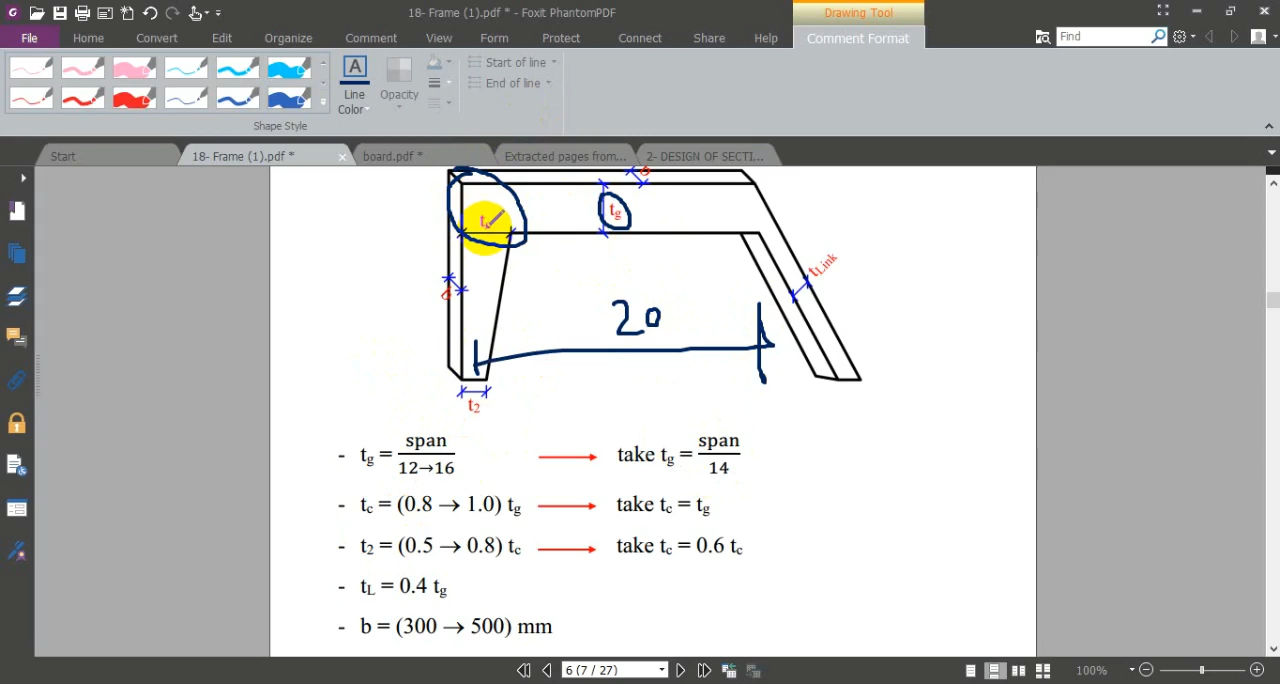 18- Frame (1).pdf * - Foxit PhantomPDF
Drawing Tool
File Home Convert Edit Organize Comment View Form Protect Connect Share Help Comment Format
Find
Line Color
Opacity
Start of line
End of line
Shape Style
Start
18- Frame (1).pdf *
board.pdf *
Extracted pages from...
2- DESIGN OF SECTI...
b
tg
tLink
20
b
t2
- tg = span / 12→16 → take tg = span / 14
- tc = (0.8 → 1.0) tg → take tc = tg
- t2 = (0.5 → 0.8) tc → take tc = 0.6 tc
- tL = 0.4 tg
- b = (300 → 500) mm
6 (7 / 27)
100%